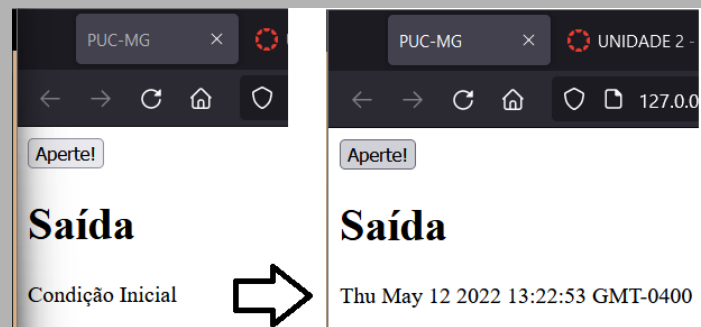 PUC-MG
Aperte!
Saída
Condição Inicial
PUC-MG
UNIDADE 2 -
127.0.0
Aperte!
Saída
Thu May 12 2022 13:22:53 GMT-0400